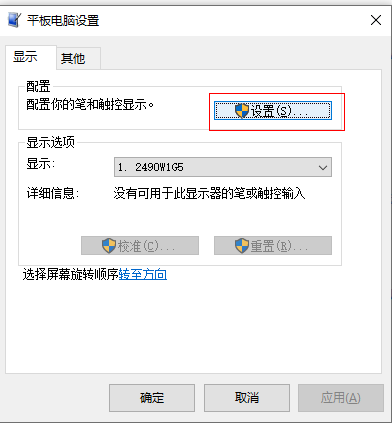 平板电脑设置
显示 其他
配置
配置你的笔和触控显示。
设置(S)...
显示选项
显示: 1. 2490W1G5
详细信息: 没有可用于此显示器的笔或触控输入
校准(C)... 重置(R)...
选择屏幕旋转顺序转至方向
确定 取消 应用(A)